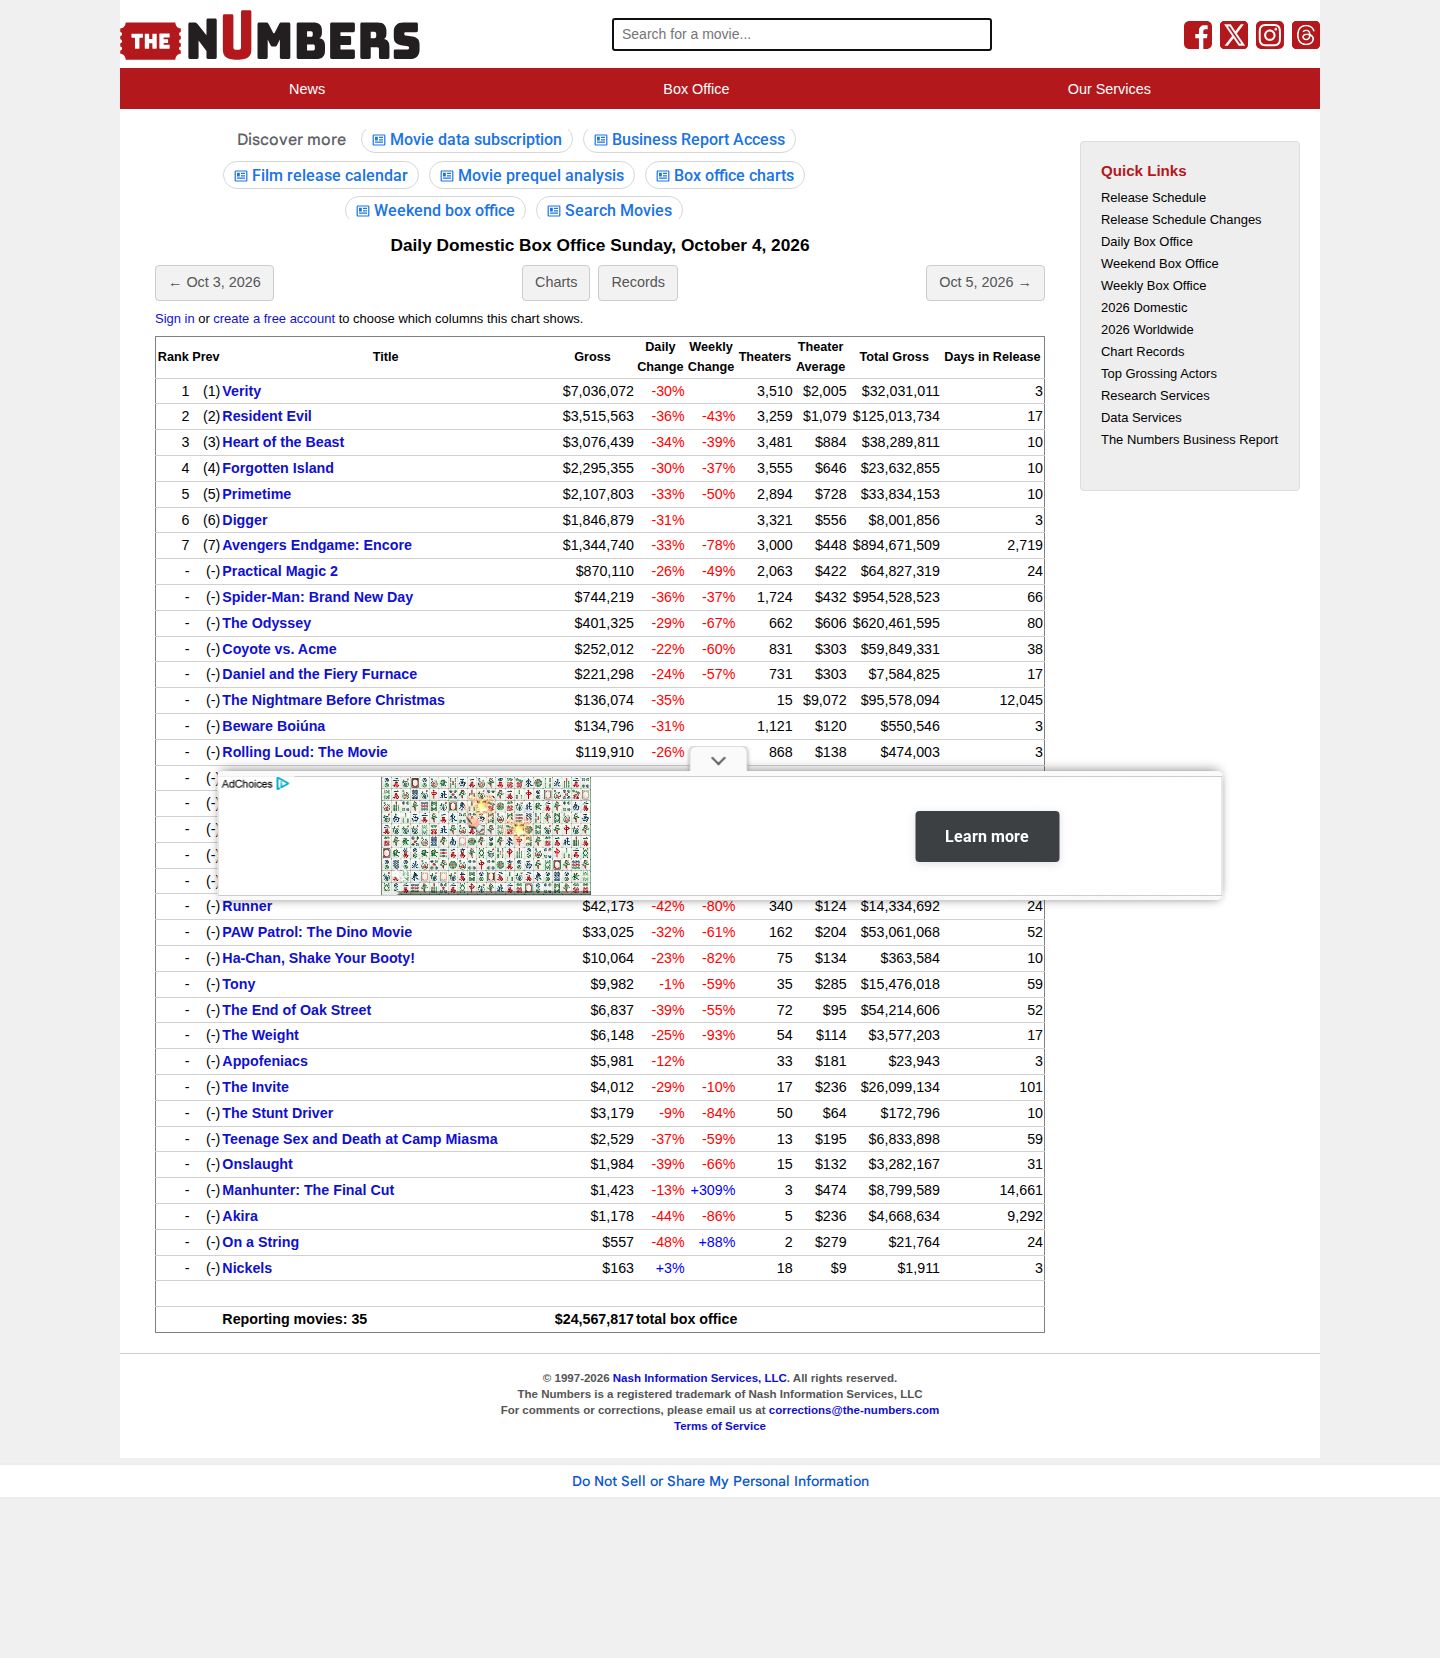 THE NUMBERS
Search for a movie...
News Box Office Our Services
Discover more Movie data subscription Business Report Access
Film release calendar Movie prequel analysis Box office charts
Weekend box office Search Movies
Daily Domestic Box Office Sunday, October 4, 2026
← Oct 3, 2026 Charts Records Oct 5, 2026 →
Sign in or create a free account to choose which columns this chart shows.
Rank Prev Title Gross Daily Change Weekly Change Theaters Theater Average Total Gross Days in Release
1 (1) Verity $7,036,072 -30% 3,510 $2,005 $32,031,011 3
2 (2) Resident Evil $3,515,563 -36% -43% 3,259 $1,079 $125,013,734 17
3 (3) Heart of the Beast $3,076,439 -34% -39% 3,481 $884 $38,289,811 10
4 (4) Forgotten Island $2,295,355 -30% -37% 3,555 $646 $23,632,855 10
5 (5) Primetime $2,107,803 -33% -50% 2,894 $728 $33,834,153 10
6 (6) Digger $1,846,879 -31% 3,321 $556 $8,001,856 3
7 (7) Avengers Endgame: Encore $1,344,740 -33% -78% 3,000 $448 $894,671,509 2,719
- (-) Practical Magic 2 $870,110 -26% -49% 2,063 $422 $64,827,319 24
- (-) Spider-Man: Brand New Day $744,219 -36% -37% 1,724 $432 $954,528,523 66
- (-) The Odyssey $401,325 -29% -67% 662 $606 $620,461,595 80
- (-) Coyote vs. Acme $252,012 -22% -60% 831 $303 $59,849,331 38
- (-) Daniel and the Fiery Furnace $221,298 -24% -57% 731 $303 $7,584,825 17
- (-) The Nightmare Before Christmas $136,074 -35% 15 $9,072 $95,578,094 12,045
- (-) Beware Boiúna $134,796 -31% 1,121 $120 $550,546 3
- (-) Rolling Loud: The Movie $119,910 -26% 868 $138 $474,003 3
- (-)
- (-)
- (-)
- (-)
- (-)
AdChoices
Learn more
- (-) Runner $42,173 -42% -80% 340 $124 $14,334,692 24
- (-) PAW Patrol: The Dino Movie $33,025 -32% -61% 162 $204 $53,061,068 52
- (-) Ha-Chan, Shake Your Booty! $10,064 -23% -82% 75 $134 $363,584 10
- (-) Tony $9,982 -1% -59% 35 $285 $15,476,018 59
- (-) The End of Oak Street $6,837 -39% -55% 72 $95 $54,214,606 52
- (-) The Weight $6,148 -25% -93% 54 $114 $3,577,203 17
- (-) Appofeniacs $5,981 -12% 33 $181 $23,943 3
- (-) The Invite $4,012 -29% -10% 17 $236 $26,099,134 101
- (-) The Stunt Driver $3,179 -9% -84% 50 $64 $172,796 10
- (-) Teenage Sex and Death at Camp Miasma $2,529 -37% -59% 13 $195 $6,833,898 59
- (-) Onslaught $1,984 -39% -66% 15 $132 $3,282,167 31
- (-) Manhunter: The Final Cut $1,423 -13% +309% 3 $474 $8,799,589 14,661
- (-) Akira $1,178 -44% -86% 5 $236 $4,668,634 9,292
- (-) On a String $557 -48% +88% 2 $279 $21,764 24
- (-) Nickels $163 +3% 18 $9 $1,911 3
Reporting movies: 35 $24,567,817 total box office
Quick Links
Release Schedule
Release Schedule Changes
Daily Box Office
Weekend Box Office
Weekly Box Office
2026 Domestic
2026 Worldwide
Chart Records
Top Grossing Actors
Research Services
Data Services
The Numbers Business Report
© 1997-2026 Nash Information Services, LLC. All rights reserved.
The Numbers is a registered trademark of Nash Information Services, LLC
For comments or corrections, please email us at corrections@the-numbers.com
Terms of Service
Do Not Sell or Share My Personal Information